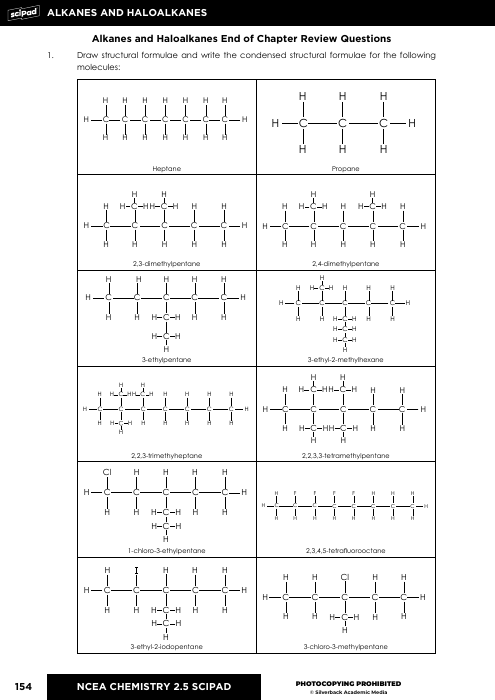 scipad ALKANES AND HALOALKANES
Alkanes and Haloalkanes End of Chapter Review Questions
1. Draw structural formulae and write the condensed structural formulae for the following
molecules:
H H H H H H H
H C C C C C C C H
H H H H H H H
Heptane
H H H
H C C C H
H H H
Propane
H H
H H-C-H H-C-H H H
H C C C C C H
H H H H H
2,3-dimethylpentane
H H
H H-C-H H H-C-H H
H C C C C C H
H H H H H
2,4-dimethylpentane
H H H H H
H C C C C C H
H H H-C-H H H
H-C-H
H
3-ethylpentane
H
H H-C-H H H H H
H C C C C C C H
H H H-C-H H H H
H-C-H
H-C-H
H
3-ethyl-2-methylhexane
H H
H H-C-H H-C-H H H H H
H C C C C C C C H
H H-C-H H H H H H
H
2,2,3-trimethyheptane
H H
H H-C-H H-C-H H H
H C C C C C H
H H-C-H H-C-H H H
H H
2,2,3,3-tetramethylpentane
Cl H H H H
H C C C C C H
H H H-C-H H H
H-C-H
H
1-chloro-3-ethylpentane
H F F F F H H H
H C C C C C C C C H
H H H H H H H H
2,3,4,5-tetrafluorooctane
H I H H H
H C C C C C H
H H H-C-H H H
H-C-H
H
3-ethyl-2-iodopentane
H H Cl H H
H C C C C C H
H H H-C-H H H
H
3-chloro-3-methylpentane
154 NCEA CHEMISTRY 2.5 SCIPAD PHOTOCOPYING PROHIBITED
© Silverback Academic Media